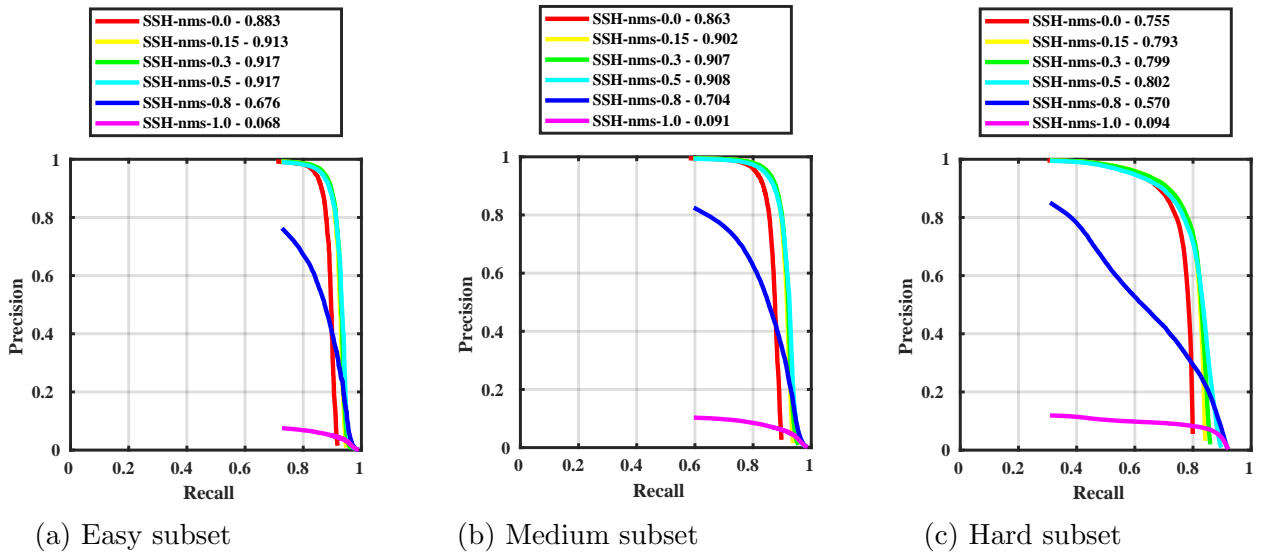 SSH-nms-0.0 - 0.883
SSH-nms-0.15 - 0.913
SSH-nms-0.3 - 0.917
SSH-nms-0.5 - 0.917
SSH-nms-0.8 - 0.676
SSH-nms-1.0 - 0.068
1
0.8
0.6
0.4
0.2
0
Precision
0 0.2 0.4 0.6 0.8 1
Recall
(a) Easy subset
SSH-nms-0.0 - 0.863
SSH-nms-0.15 - 0.902
SSH-nms-0.3 - 0.907
SSH-nms-0.5 - 0.908
SSH-nms-0.8 - 0.704
SSH-nms-1.0 - 0.091
1
0.8
0.6
0.4
0.2
0
Precision
0 0.2 0.4 0.6 0.8 1
Recall
(b) Medium subset
SSH-nms-0.0 - 0.755
SSH-nms-0.15 - 0.793
SSH-nms-0.3 - 0.799
SSH-nms-0.5 - 0.802
SSH-nms-0.8 - 0.570
SSH-nms-1.0 - 0.094
1
0.8
0.6
0.4
0.2
0
Precision
0 0.2 0.4 0.6 0.8 1
Recall
(c) Hard subset